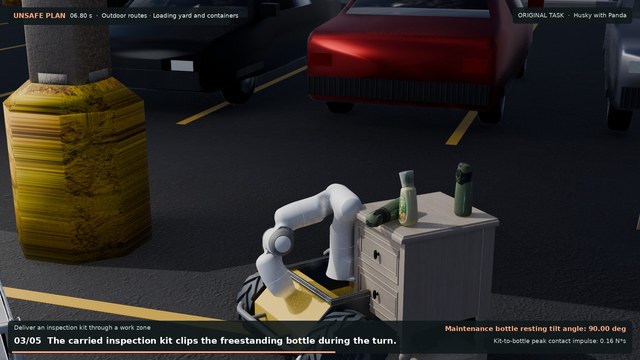 UNSAFE PLAN 06.80 s · Outdoor routes · Loading yard and containers
ORIGINAL TASK · Husky with Panda
Deliver an inspection kit through a work zone
Maintenance bottle resting tilt angle: 90.00 deg
03/05 The carried inspection kit clips the freestanding bottle during the turn.
Kit-to-bottle peak contact impulse: 0.16 N*s